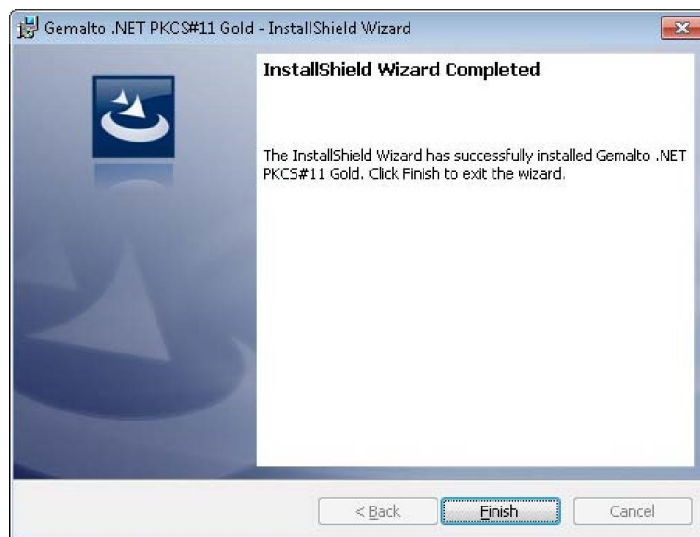 Gemalto .NET PKCS#11 Gold - InstallShield Wizard
InstallShield Wizard Completed
The InstallShield Wizard has successfully installed Gemalto .NET
PKCS#11 Gold. Click Finish to exit the wizard.
< Back
Finish
Cancel